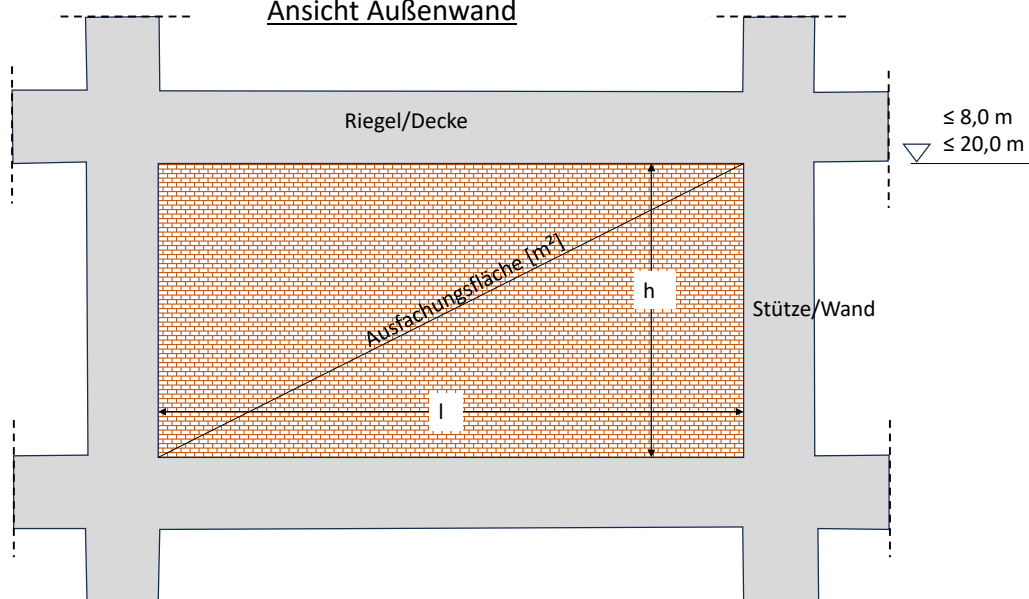 Ansicht Außenwand
Riegel/Decke
≤ 8,0 m
≤ 20,0 m
Ausfachungsfläche [m²]
h
Stütze/Wand
l